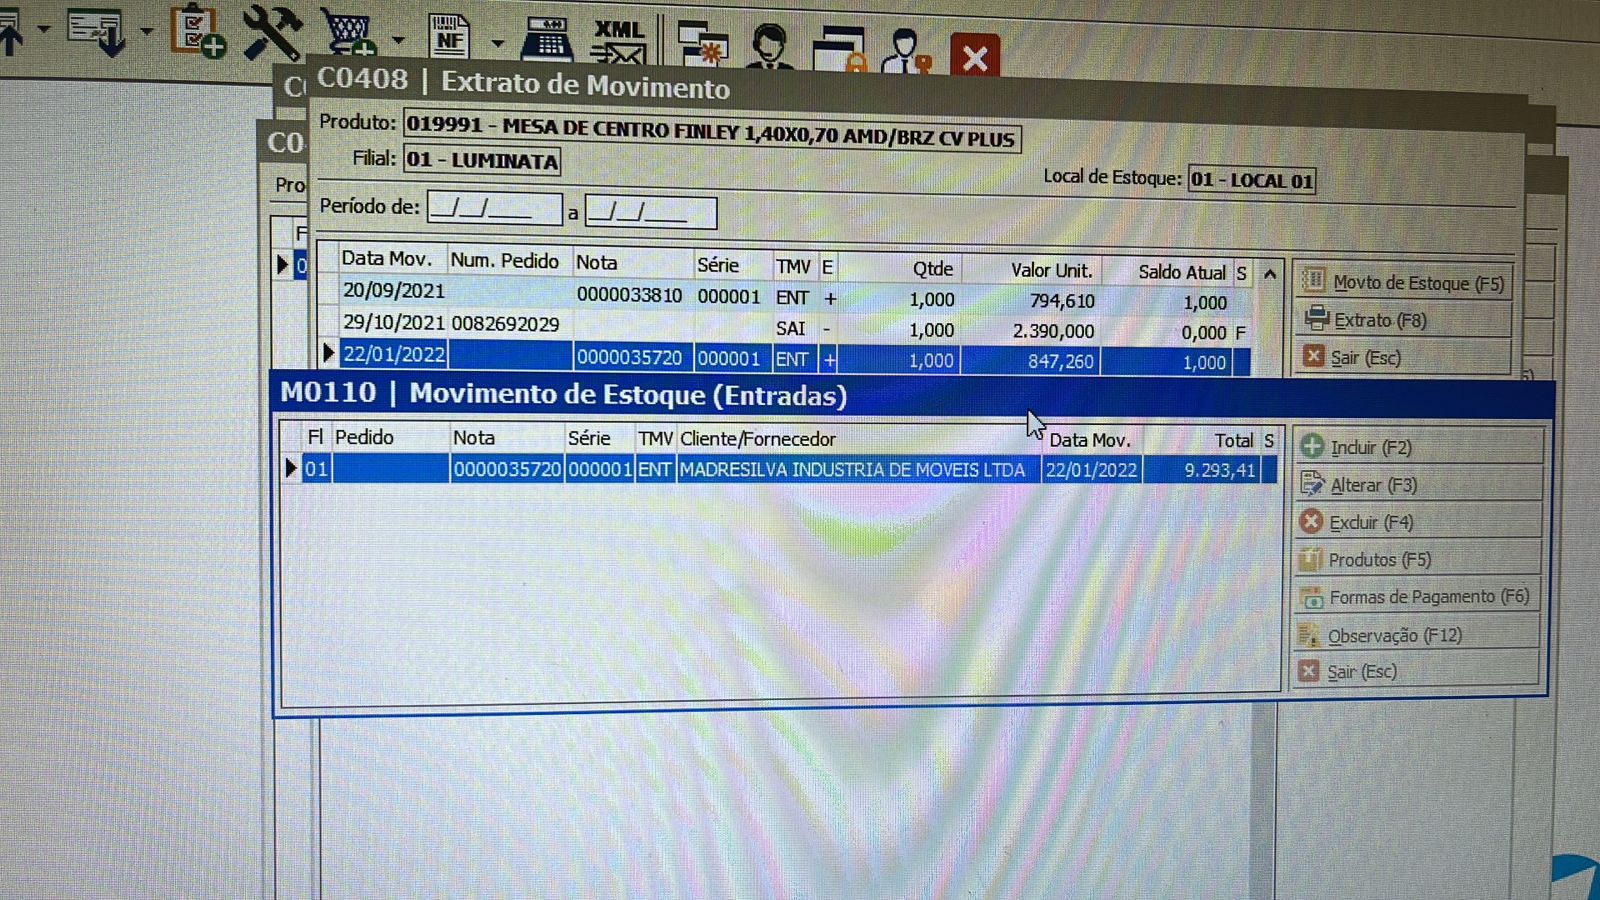 NF
XML
C0408 | Extrato de Movimento
C0
Produto: 019991 - MESA DE CENTRO FINLEY 1,40X0,70 AMD/BRZ CV PLUS
Filial: 01 - LUMINATA
Local de Estoque: 01 - LOCAL 01
Pro
Período de: __/__/____ a __/__/____
F
Data Mov. Num. Pedido Nota Série TMV E Qtde Valor Unit. Saldo Atual S
20/09/2021 0000033810 000001 ENT + 1,000 794,610 1,000
29/10/2021 0082692029 SAI - 1,000 2.390,000 0,000 F
22/01/2022 0000035720 000001 ENT + 1,000 847,260 1,000
0
Movto de Estoque (F5)
Extrato (F8)
Sair (Esc)
M0110 | Movimento de Estoque (Entradas)
Fl Pedido Nota Série TMV Cliente/Fornecedor Data Mov. Total S
01 0000035720 000001 ENT MADRESILVA INDUSTRIA DE MOVEIS LTDA 22/01/2022 9.293,41
Incluir (F2)
Alterar (F3)
Excluir (F4)
Produtos (F5)
Formas de Pagamento (F6)
Observação (F12)
Sair (Esc)